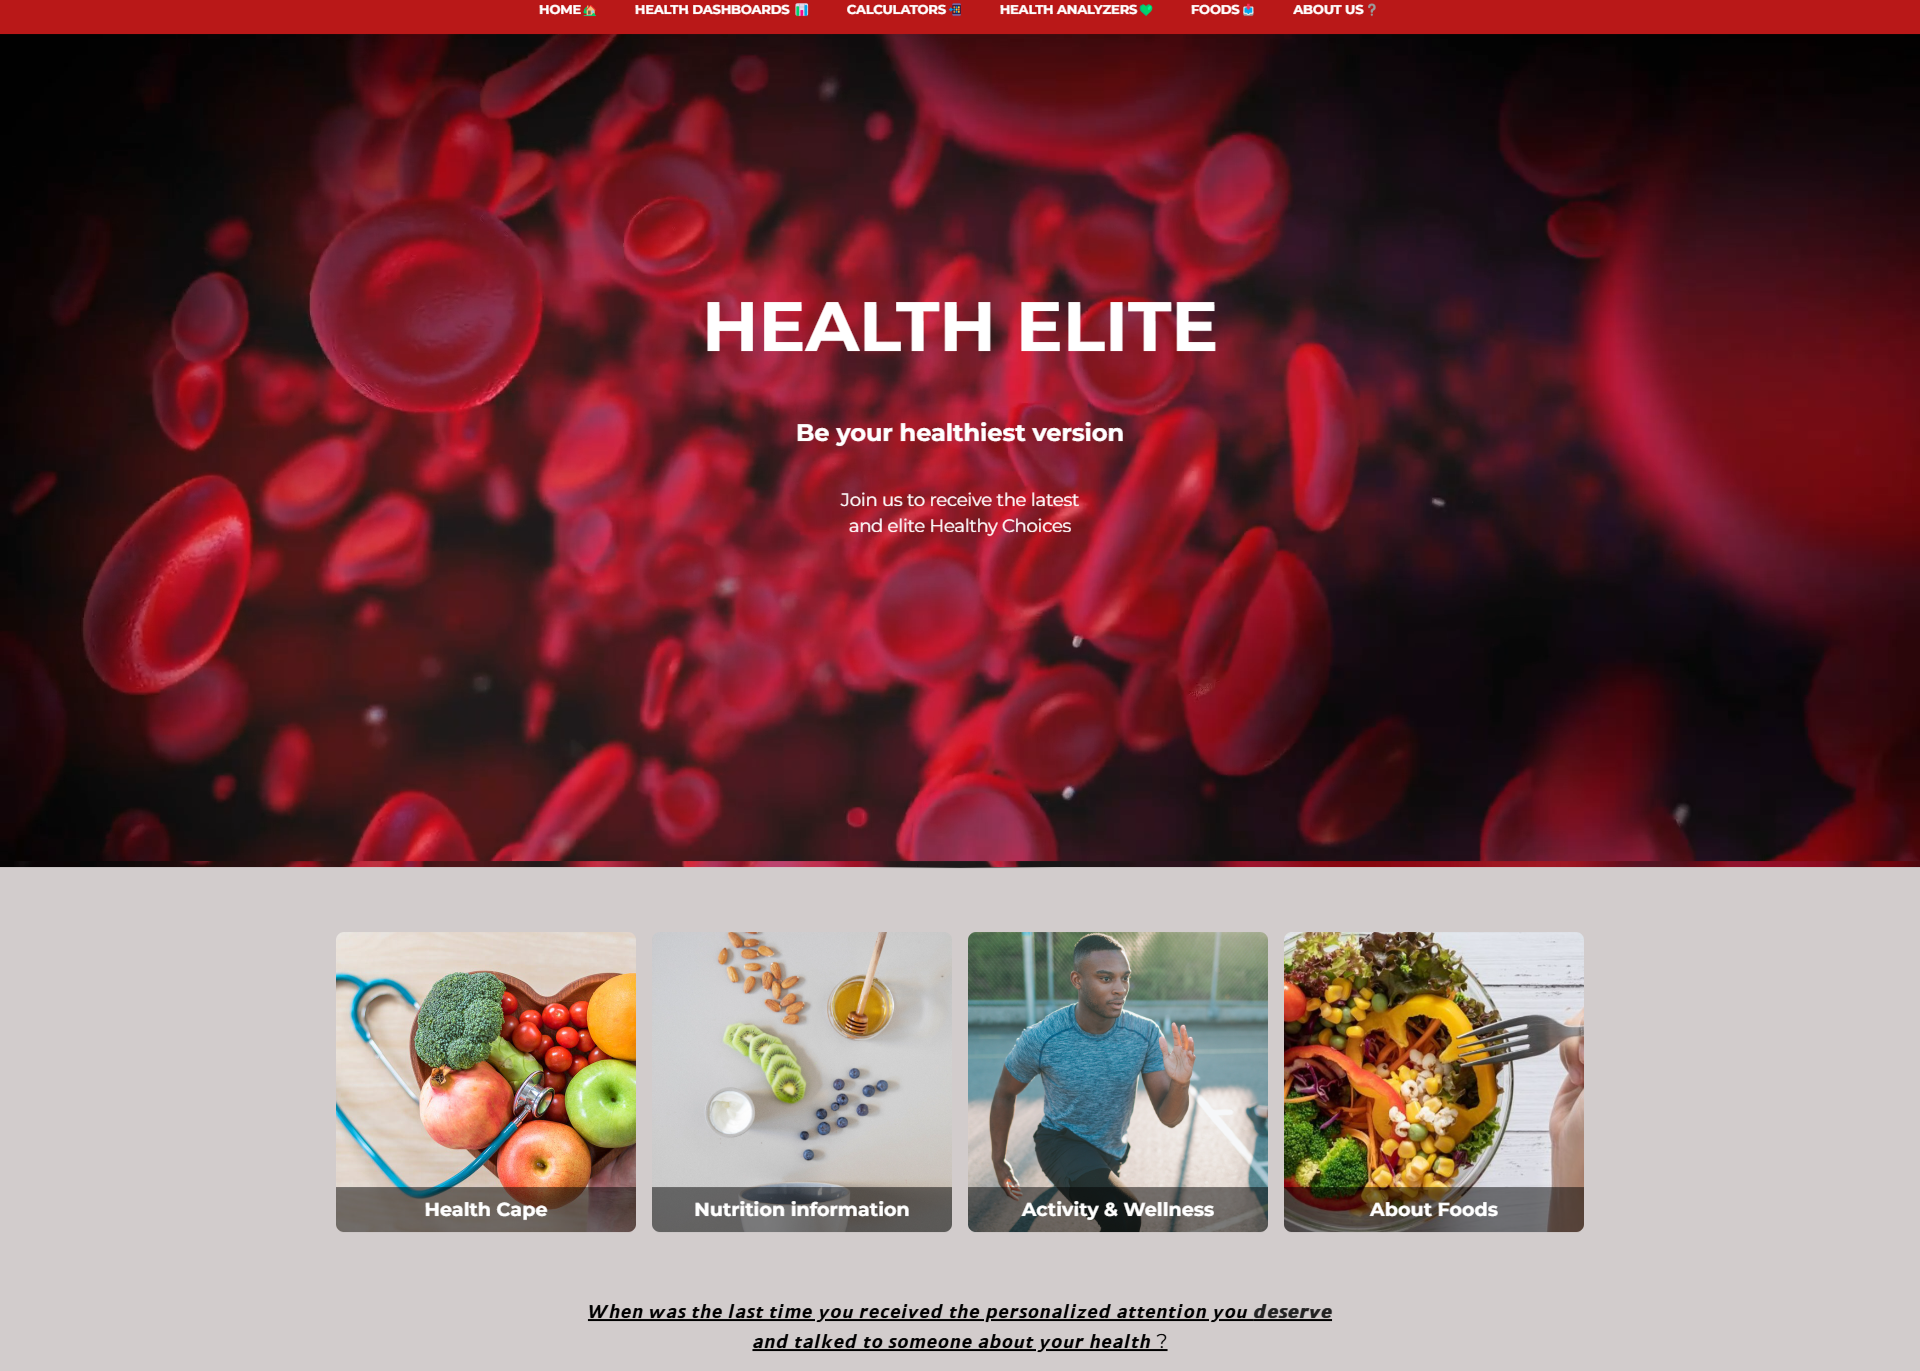 HOME🏠 HEALTH DASHBOARDS 📊 CALCULATORS📲 HEALTH ANALYZERS💚 FOODS🍎 ABOUT US❓
HEALTH ELITE
Be your healthiest version
Join us to receive the latest
and elite Healthy Choices
Health Cape
Nutrition information
Activity & Wellness
About Foods
When was the last time you received the personalized attention you deserve
and talked to someone about your health ?